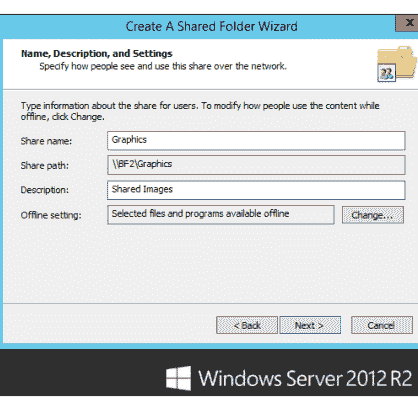 Create A Shared Folder Wizard
x
Name, Description, and Settings
Specify how people see and use this share over the network.
Type information about the share for users. To modify how people use the content while
offline, click Change.
Share name: Graphics
Share path: \\BF2\Graphics
Description: Shared Images
Offline setting: Selected files and programs available offline Change...
< Back Next > Cancel
Windows Server 2012 R2